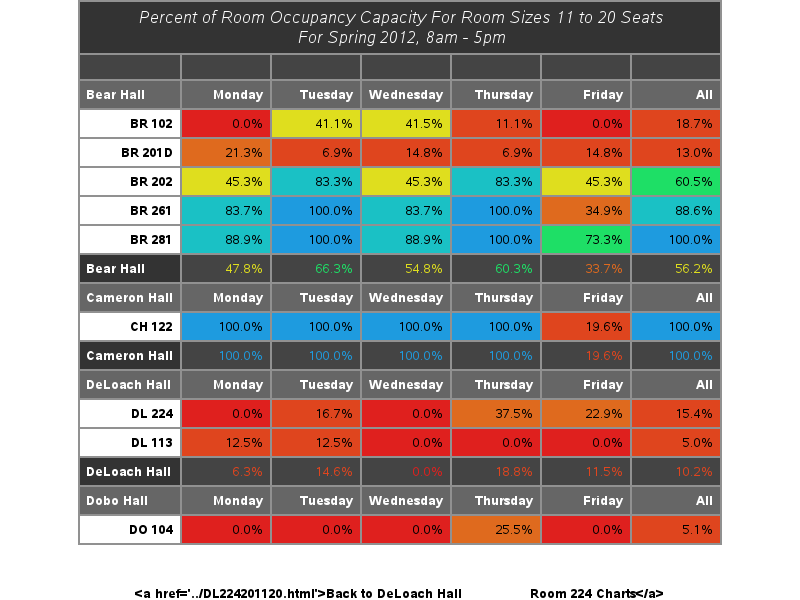 Percent of Room Occupancy Capacity For Room Sizes 11 to 20 Seats
For Spring 2012, 8am - 5pm
Bear Hall Monday Tuesday Wednesday Thursday Friday All
BR 102 0.0% 41.1% 41.5% 11.1% 0.0% 18.7%
BR 201D 21.3% 6.9% 14.8% 6.9% 14.8% 13.0%
BR 202 45.3% 83.3% 45.3% 83.3% 45.3% 60.5%
BR 261 83.7% 100.0% 83.7% 100.0% 34.9% 88.6%
BR 281 88.9% 100.0% 88.9% 100.0% 73.3% 100.0%
Bear Hall 47.8% 66.3% 54.8% 60.3% 33.7% 56.2%
Cameron Hall Monday Tuesday Wednesday Thursday Friday All
CH 122 100.0% 100.0% 100.0% 100.0% 19.6% 100.0%
Cameron Hall 100.0% 100.0% 100.0% 100.0% 19.6% 100.0%
DeLoach Hall Monday Tuesday Wednesday Thursday Friday All
DL 224 0.0% 16.7% 0.0% 37.5% 22.9% 15.4%
DL 113 12.5% 12.5% 0.0% 0.0% 0.0% 5.0%
DeLoach Hall 6.3% 14.6% 0.0% 18.8% 11.5% 10.2%
Dobo Hall Monday Tuesday Wednesday Thursday Friday All
DO 104 0.0% 0.0% 0.0% 25.5% 0.0% 5.1%
<a href='../DL224201120.html'>Back to DeLoach Hall Room 224 Charts</a>